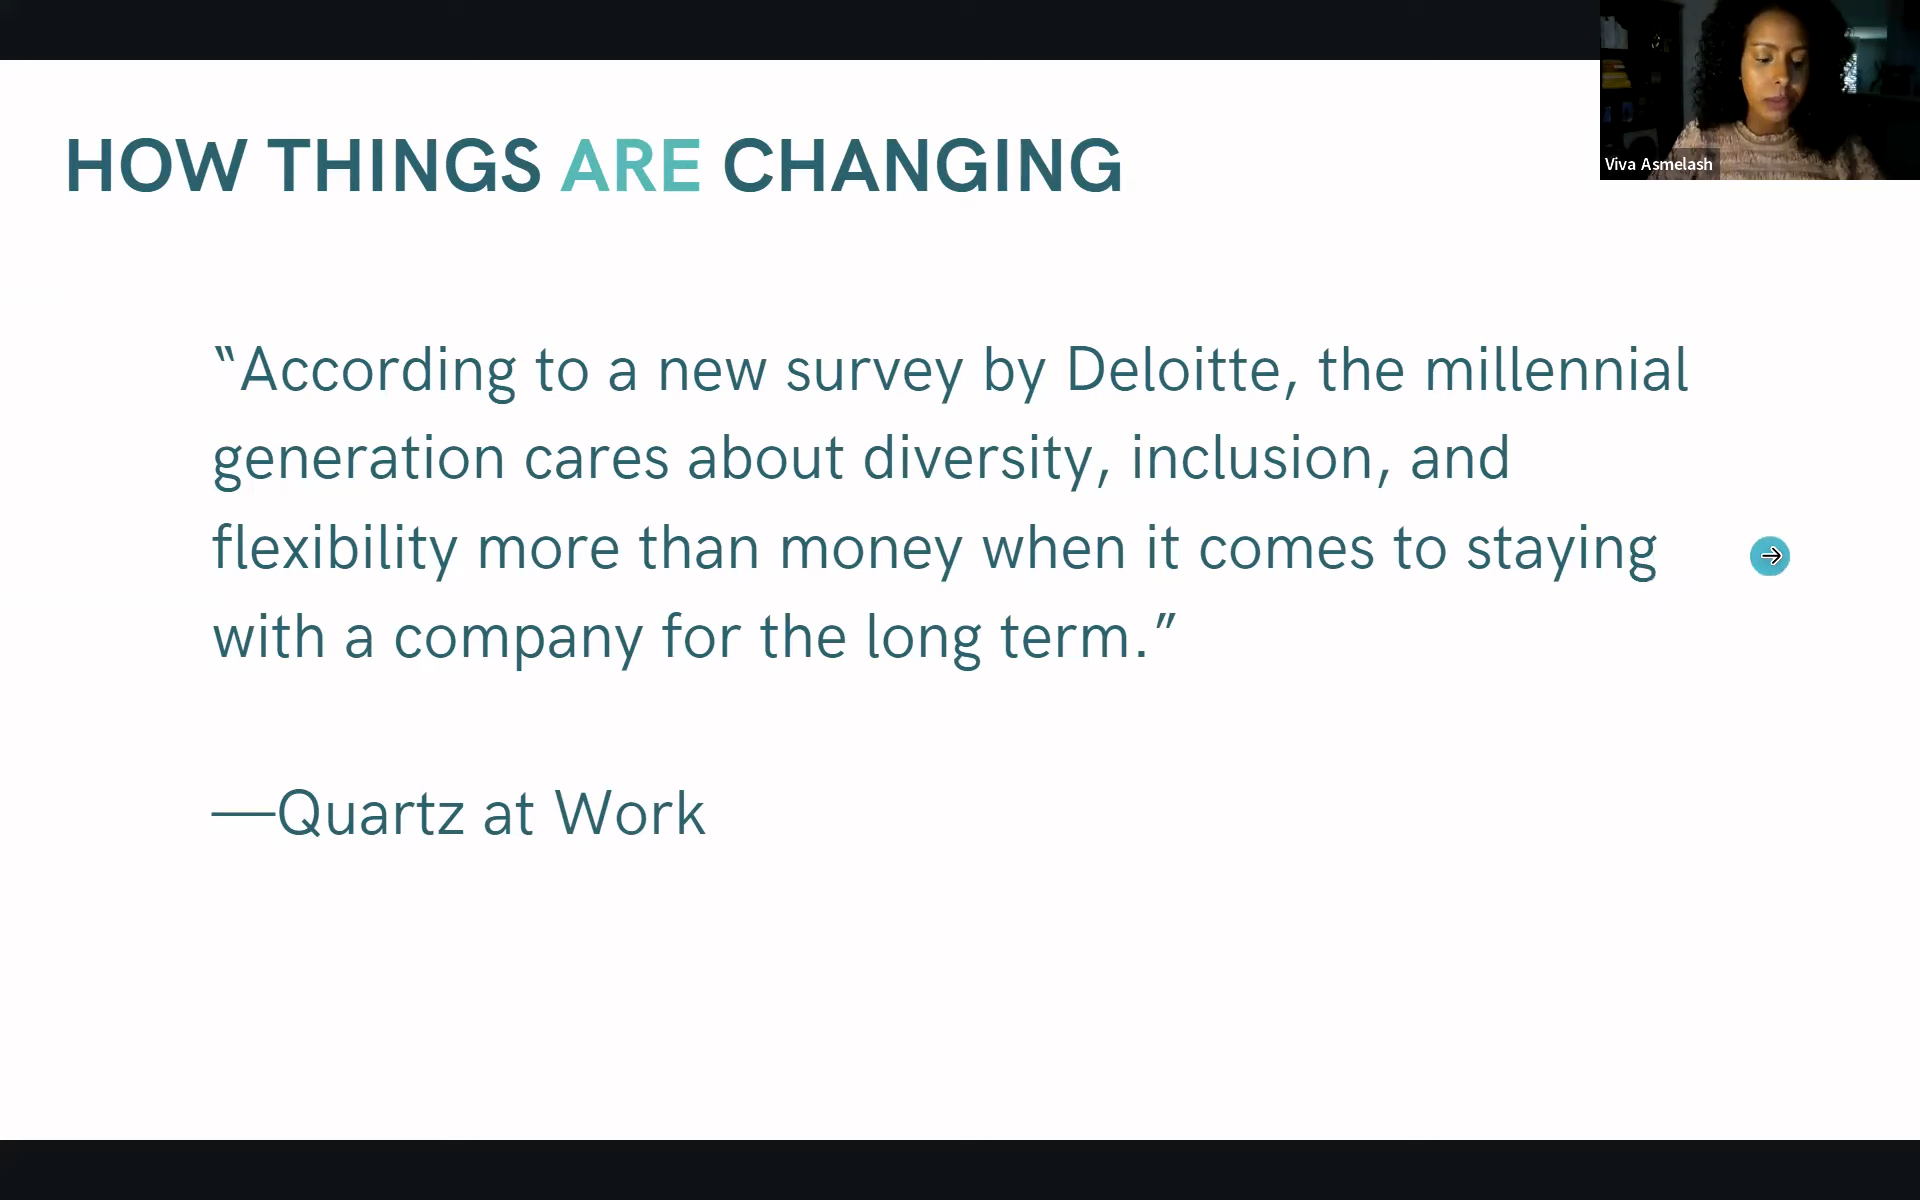 HOW THINGS ARE CHANGING
Viva Asmelash
“According to a new survey by Deloitte, the millennial
generation cares about diversity, inclusion, and
flexibility more than money when it comes to staying
with a company for the long term.”
—Quartz at Work